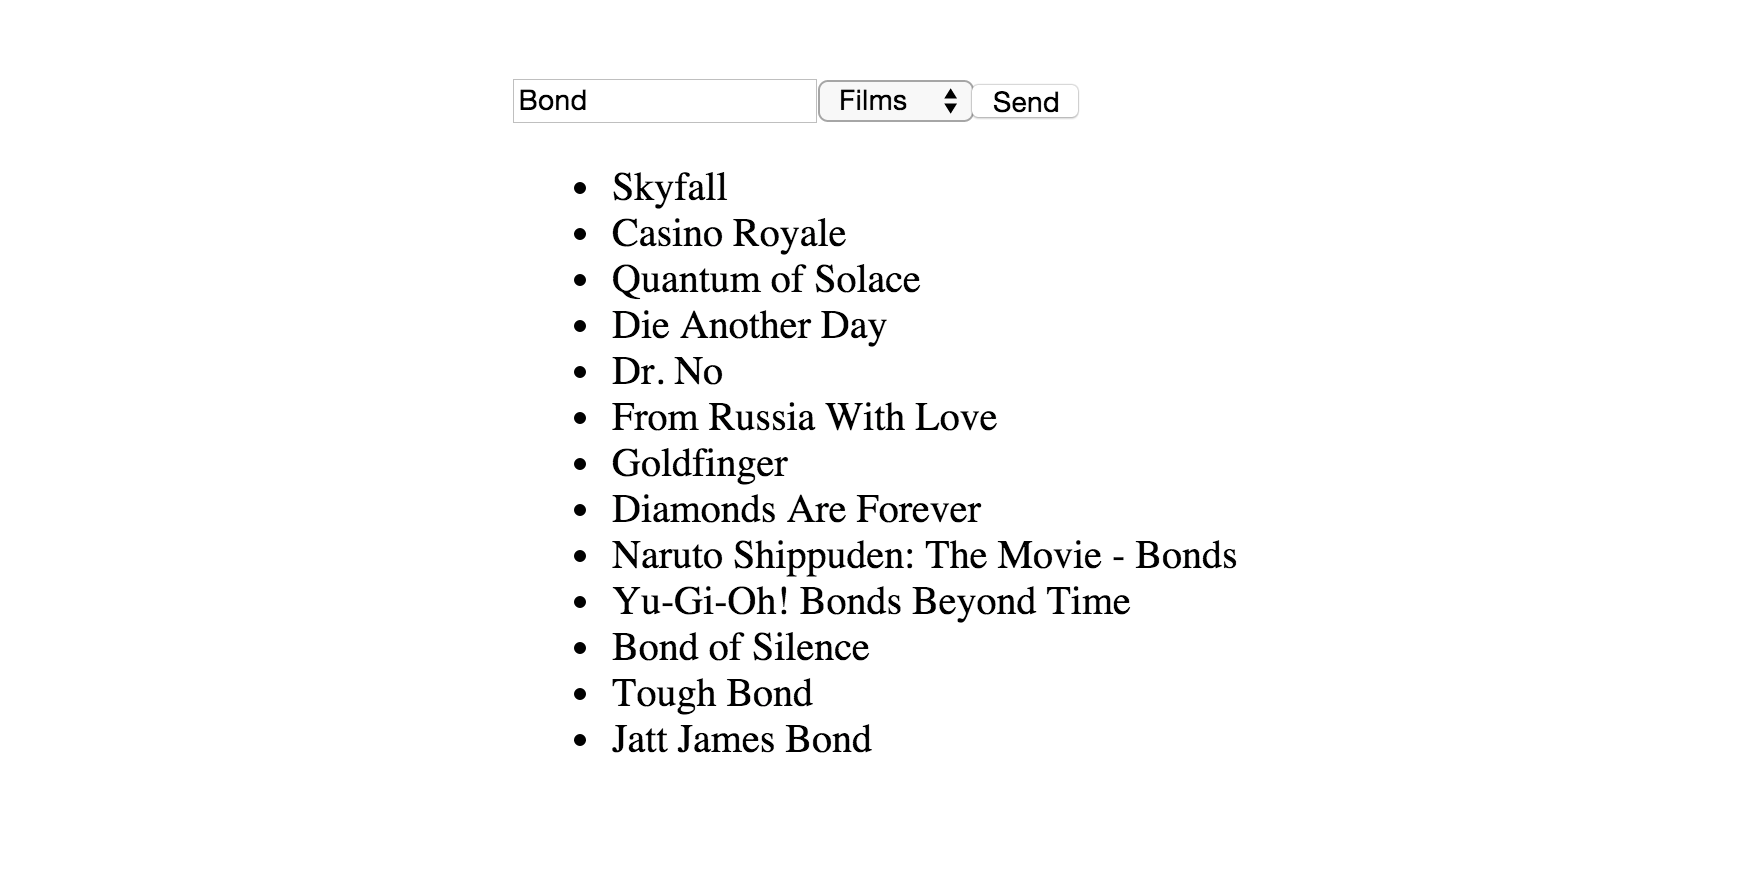 Bond Films Send
Skyfall
Casino Royale
Quantum of Solace
Die Another Day
Dr. No
From Russia With Love
Goldfinger
Diamonds Are Forever
Naruto Shippuden: The Movie - Bonds
Yu-Gi-Oh! Bonds Beyond Time
Bond of Silence
Tough Bond
Jatt James Bond